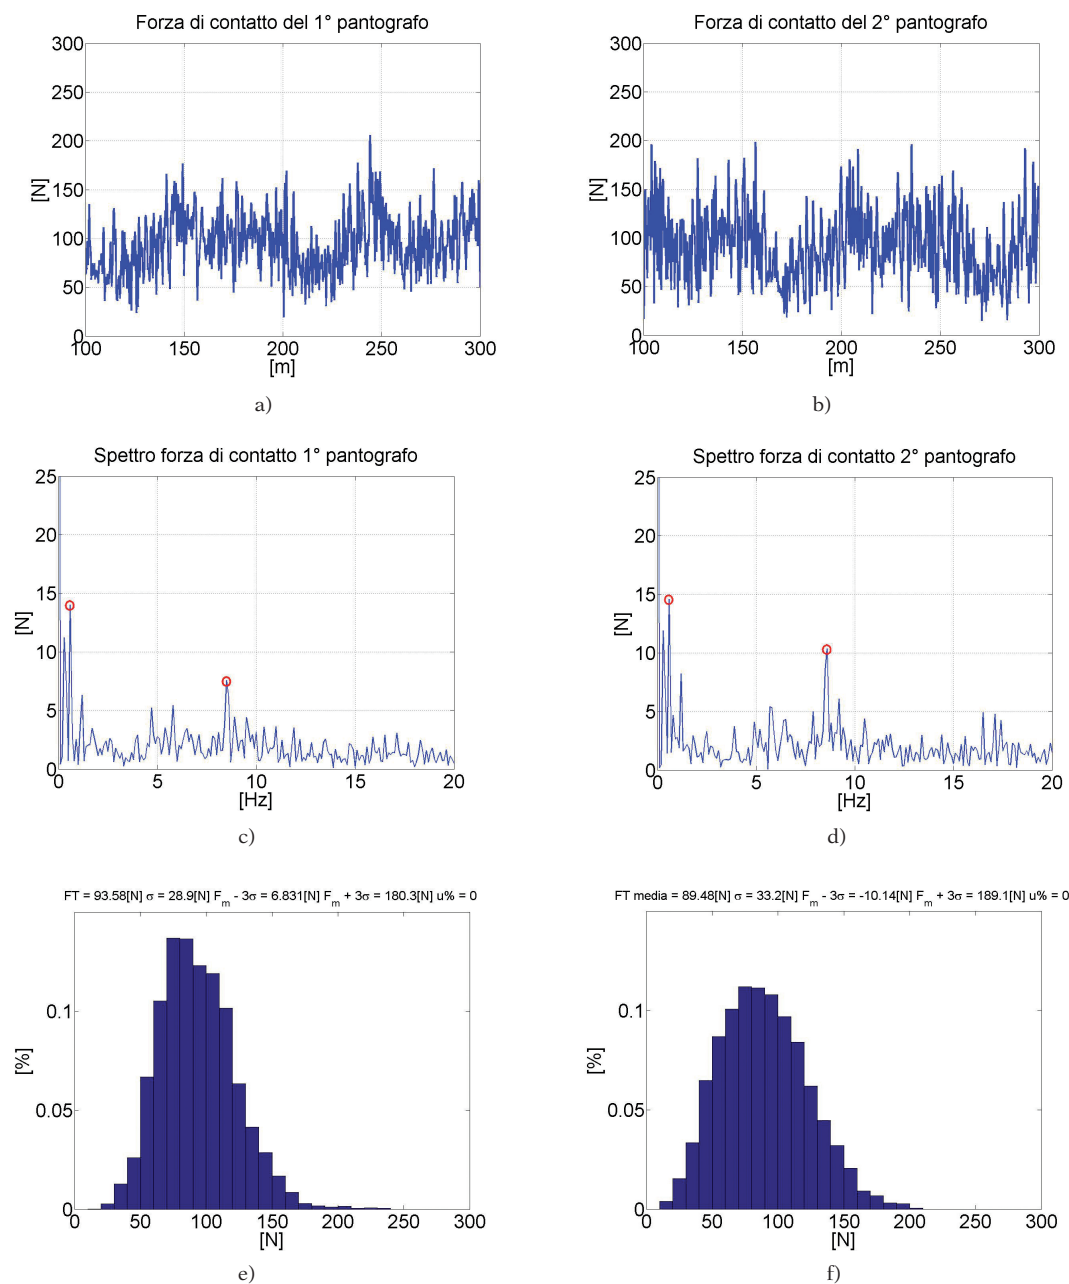 Forza di contatto del 1° pantografo
300
250
200
150
100
50
0
[N]
100 150 200 250 300
[m]
a)
Forza di contatto del 2° pantografo
300
250
200
150
100
50
0
[N]
100 150 200 250 300
[m]
b)
Spettro forza di contatto 1° pantografo
25
20
15
10
5
0
[N]
0 5 10 15 20
[Hz]
c)
Spettro forza di contatto 2° pantografo
25
20
15
10
5
0
[N]
0 5 10 15 20
[Hz]
d)
FT = 93.58[N] σ = 28.9[N] Fm - 3σ = 6.831[N] Fm + 3σ = 180.3[N] u% = 0
0.1
0.05
0
[%]
0 50 100 150 200 250 300
[N]
e)
FT media = 89.48[N] σ = 33.2[N] Fm - 3σ = -10.14[N] Fm + 3σ = 189.1[N] u% = 0
0.1
0.05
0
[%]
0 50 100 150 200 250 300
[N]
f)